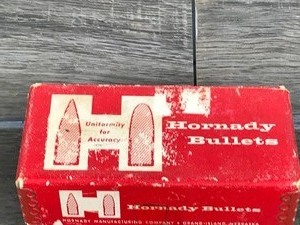 Uniformity
for
Accuracy
Hornady
Bullets
Hornady Bullets
HORNADY MANUFACTURING COMPANY • GRAND ISLAND, NEBRASKA